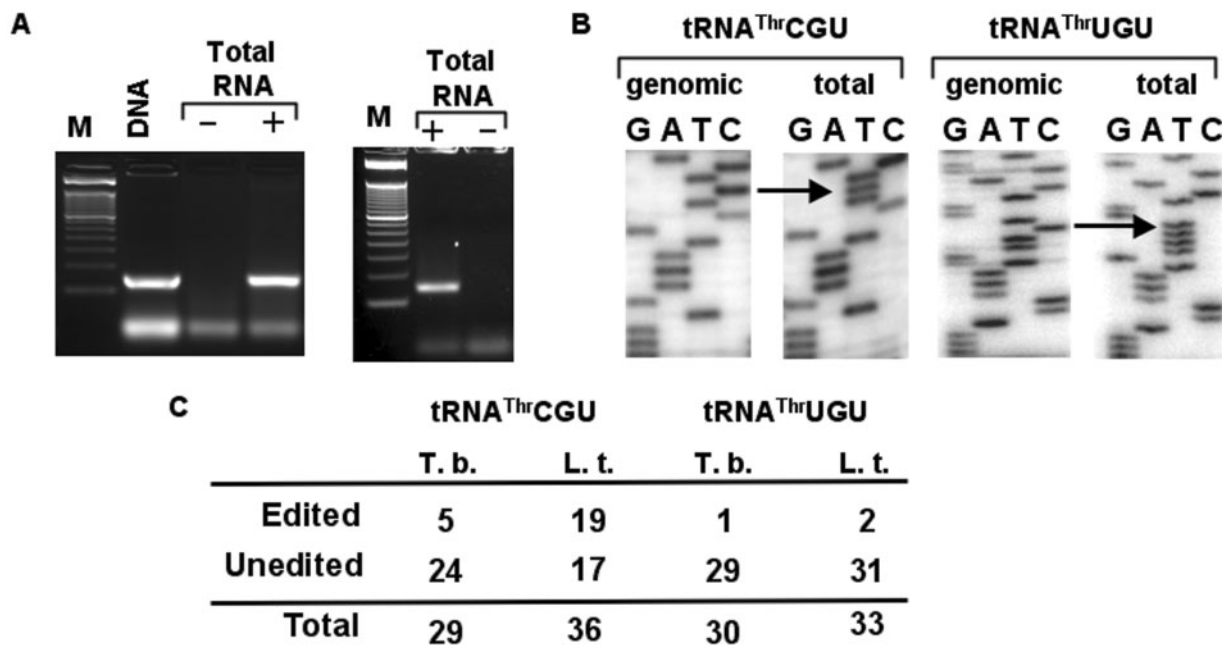 A
Total RNA
M DNA − +
Total RNA
M + −
B
tRNAThrCGU tRNAThrUGU
genomic total genomic total
G A T C G A T C G A T C G A T C
C
tRNAThrCGU tRNAThrUGU
T. b. L. t. T. b. L. t.
Edited 5 19 1 2
Unedited 24 17 29 31
Total 29 36 30 33